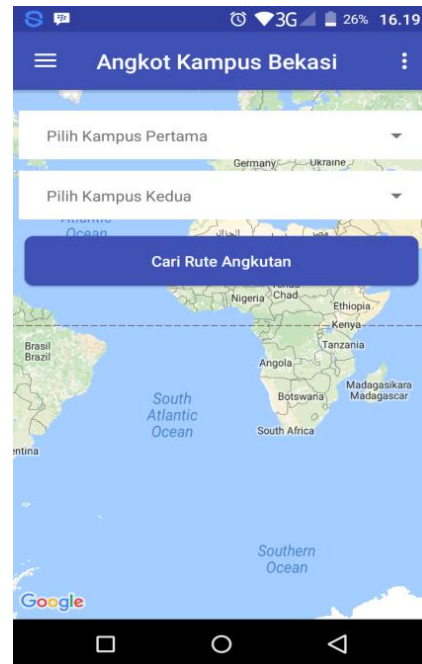 3G 26% 16.19
Angkot Kampus Bekasi
Pilih Kampus Pertama
Germany
Ukraine
Pilih Kampus Kedua
Ocean
Cari Rute Angkutan
Nigeria
Chad
Ethiopia
Kenya
Brasil
Brazil
Tanzania
Angola
Madagasikara
Madagascar
South
Atlantic
Ocean
Botswana
South Africa
ntina
Southern
Ocean
Google